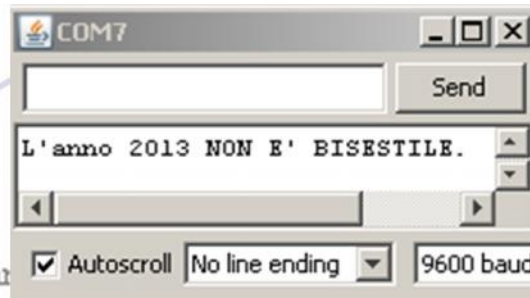 COM7
Send
L'anno 2013 NON E' BISESTILE.
Autoscroll No line ending 9600 baud